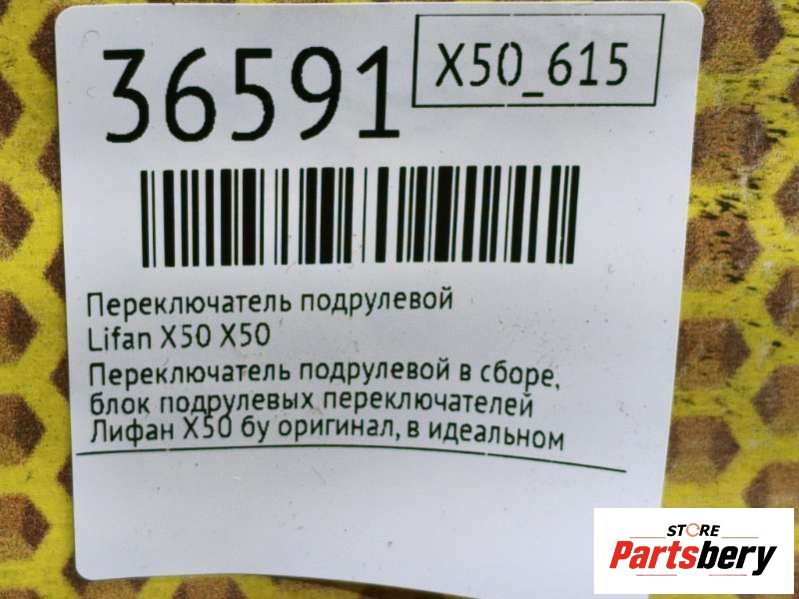 36591
X50_615
Переключатель подрулевой
Lifan X50 X50
Переключатель подрулевой в сборе,
блок подрулевых переключателей
Лифан Х50 бу оригинал, в идеальном
STORE
Partsbery